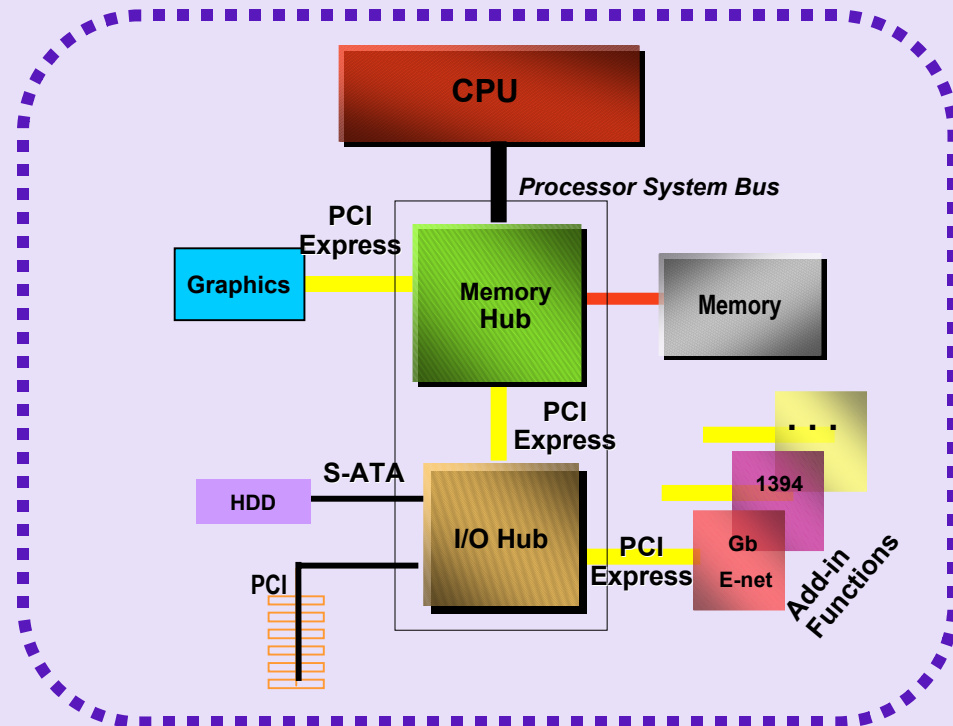 CPU
Processor System Bus
PCI
Express
Graphics
Memory
Hub
Memory
PCI
Express
. . .
S-ATA
1394
HDD
I/O Hub
PCI
Express
Gb
E-net
PCI
Add-in
Functions